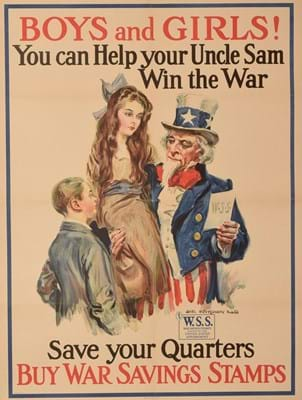 BOYS and GIRLS!
You can Help your Uncle Sam
Win the War
W.S.S.
W.S.S.
Save your Quarters
BUY WAR SAVINGS STAMPS